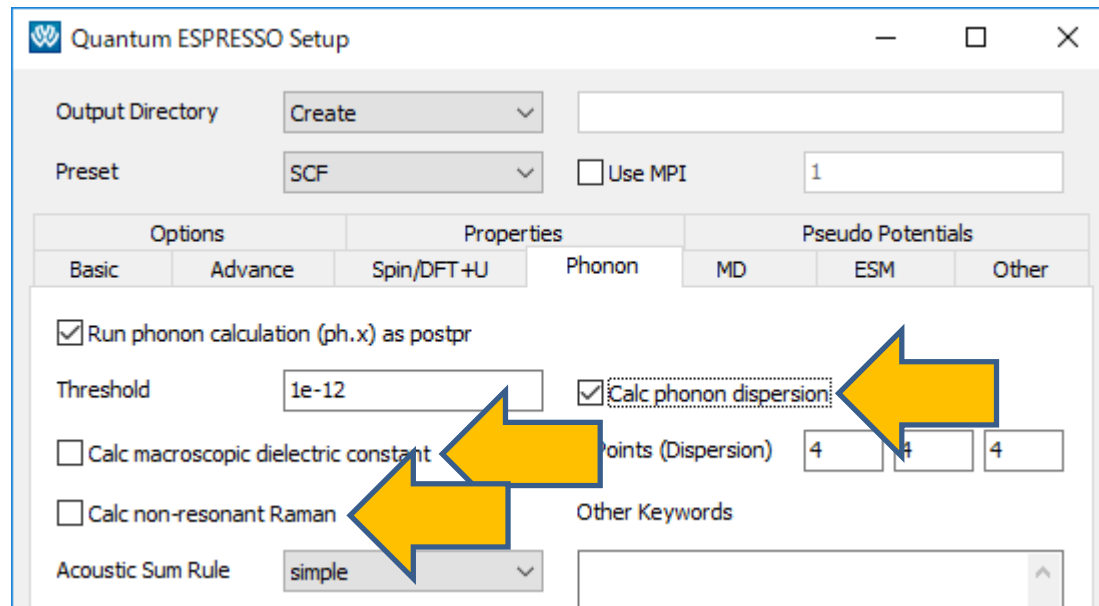 Quantum ESPRESSO Setup
Output Directory Create
Preset SCF Use MPI 1
Options Properties Pseudo Potentials
Basic Advance Spin/DFT+U Phonon MD ESM Other
Run phonon calculation (ph.x) as postpr
Threshold 1e-12 Calc phonon dispersion
Calc macroscopic dielectric constant Points (Dispersion) 4 4 4
Calc non-resonant Raman Other Keywords
Acoustic Sum Rule simple